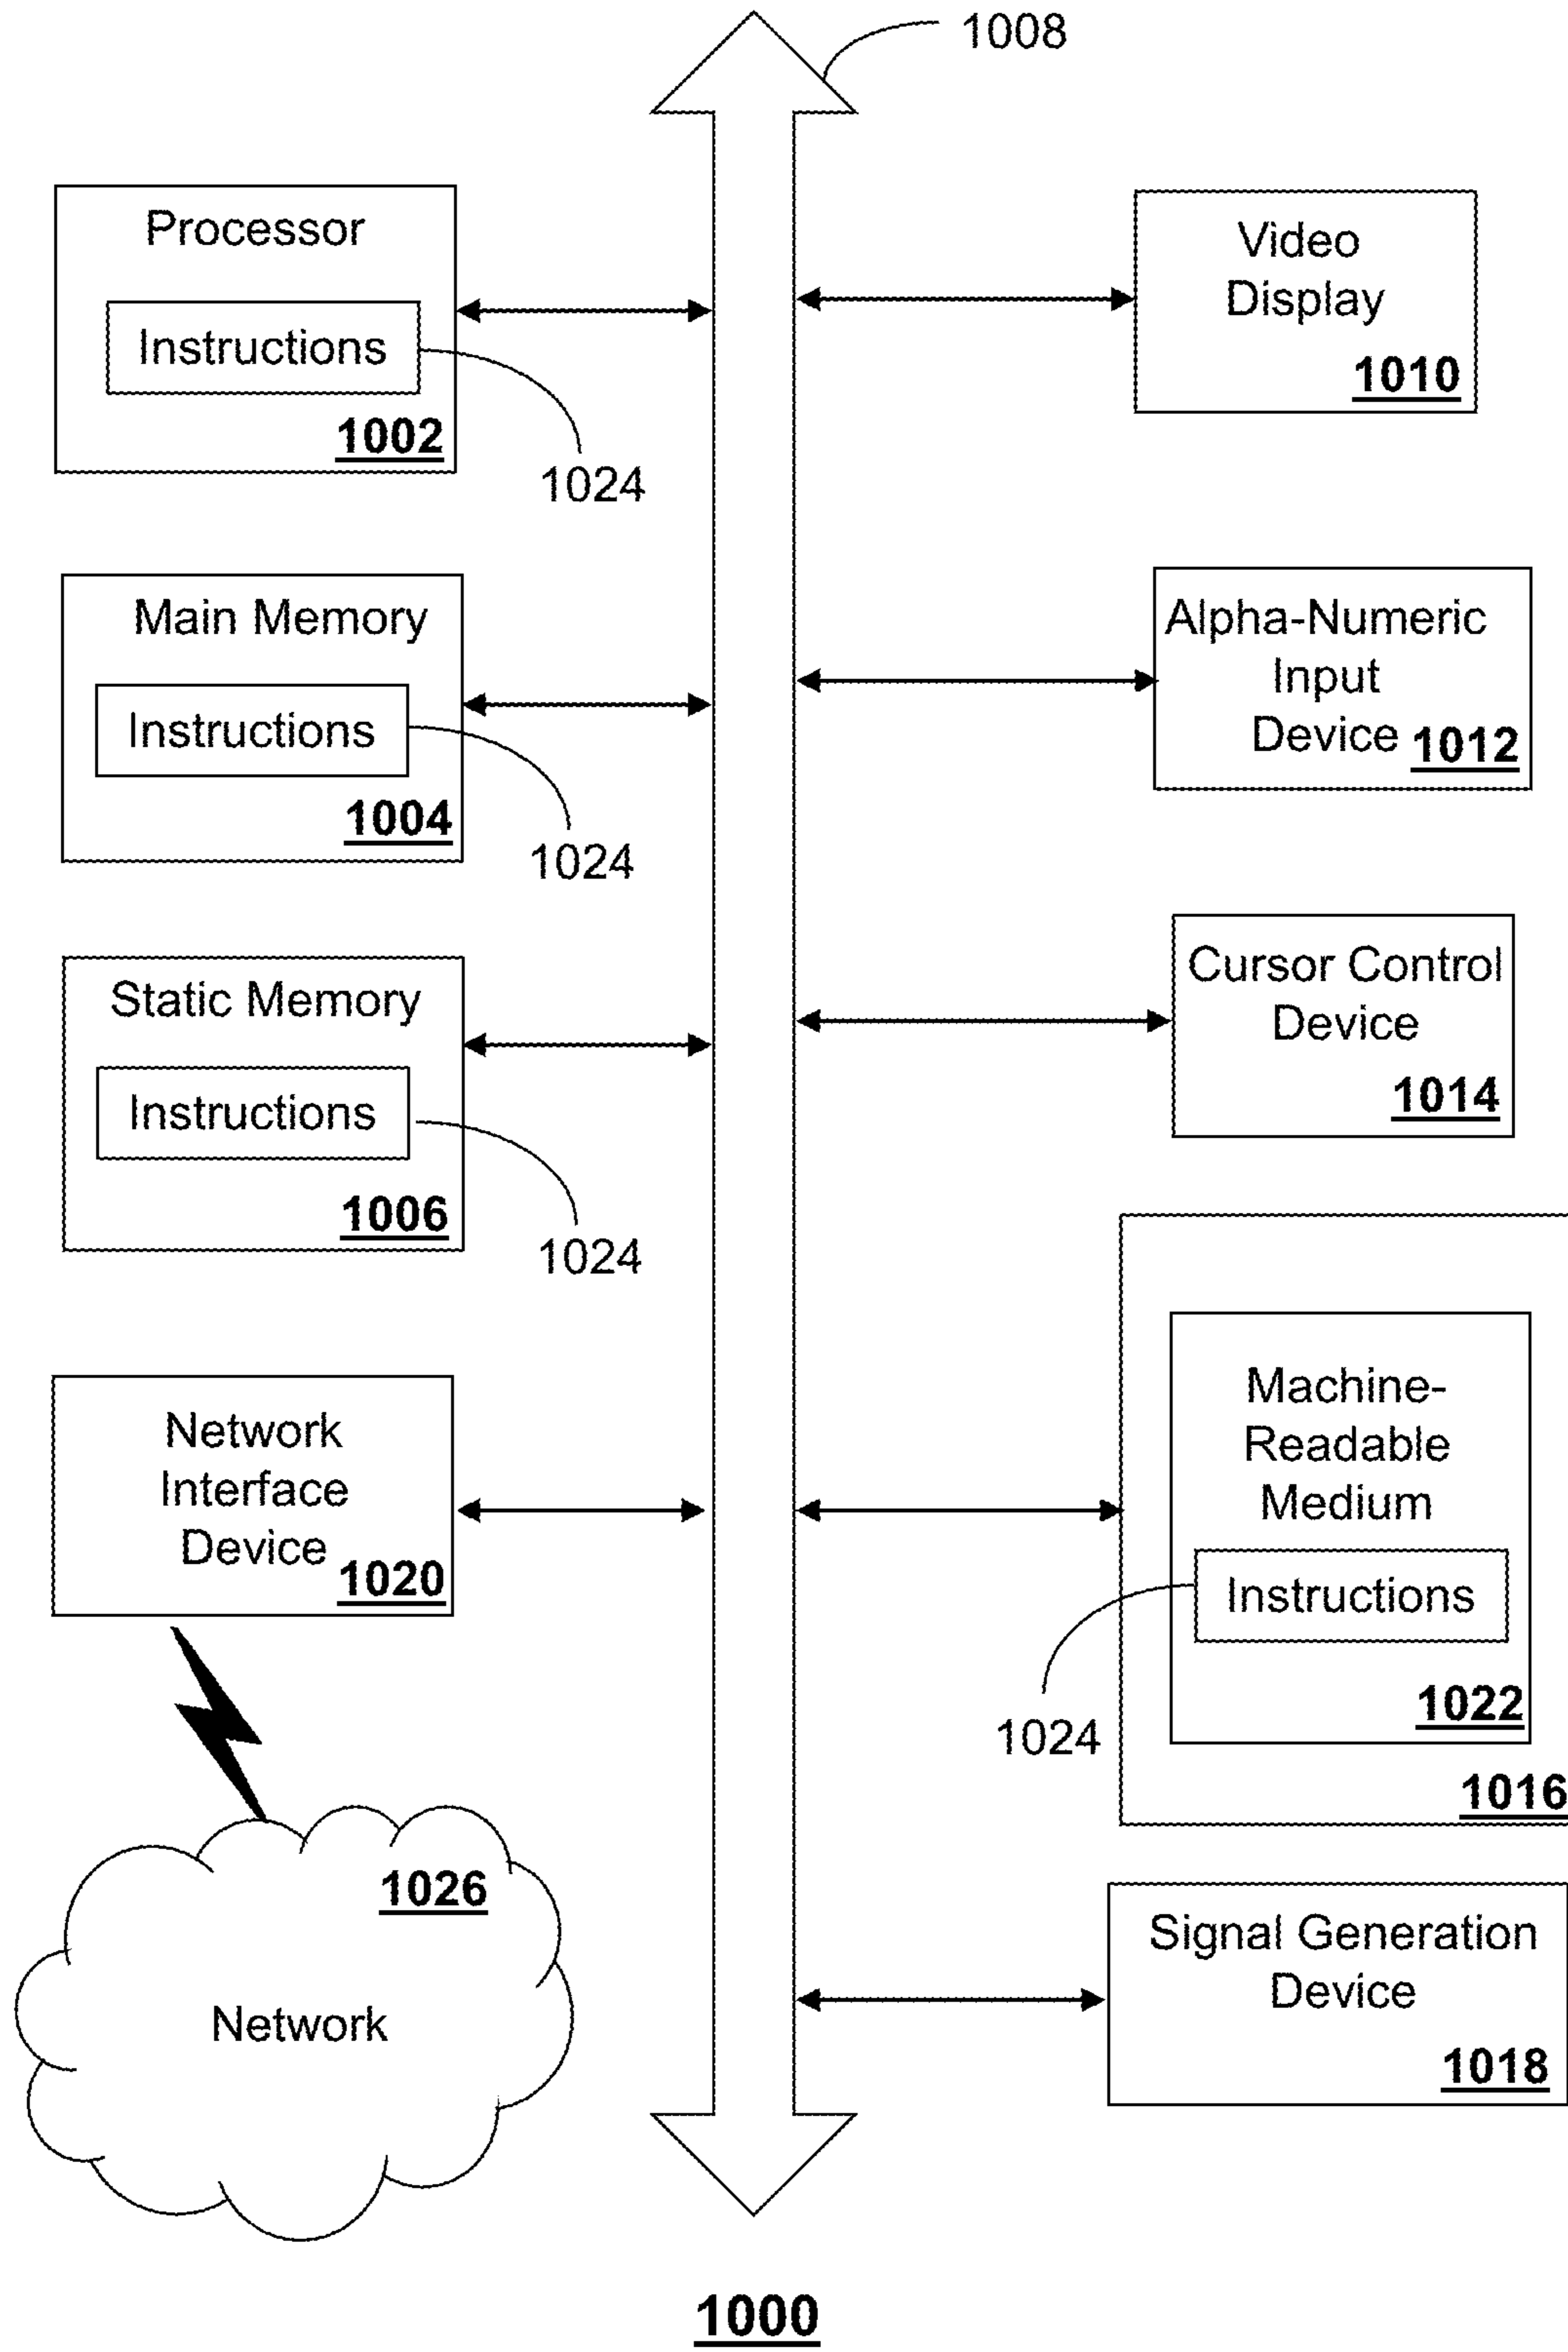 1008
Processor
Instructions
1002
1024
Video
Display
1010
Main Memory
Instructions
1004
1024
Alpha-Numeric
Input
Device 1012
Static Memory
Instructions
1006
1024
Cursor Control
Device
1014
Network
Interface
Device 1020
Machine-
Readable
Medium
Instructions
1022
1024
1016
1026
Network
Signal Generation
Device
1018
1000